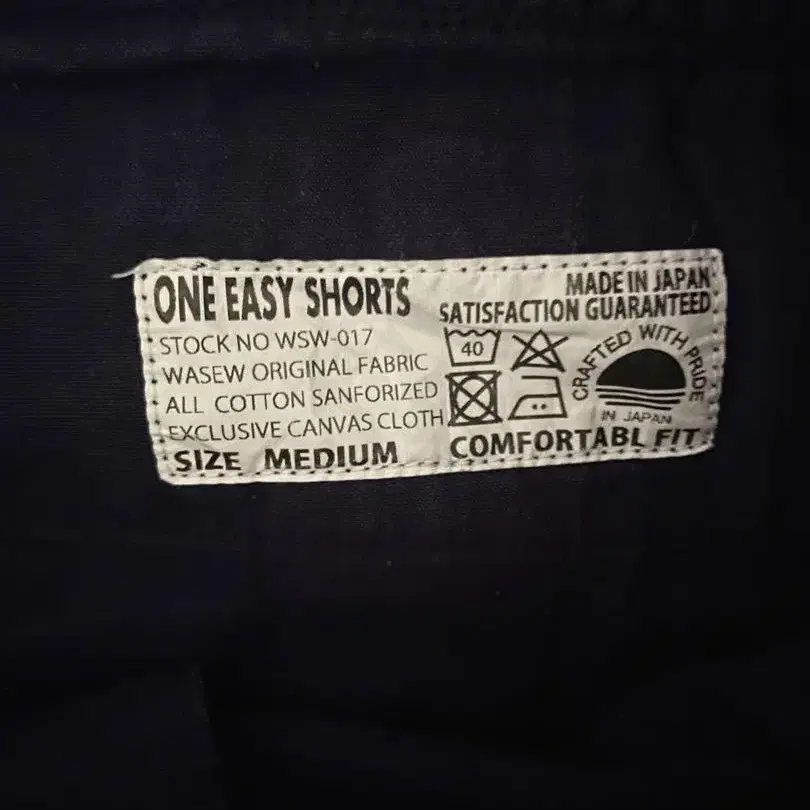 ONE EASY SHORTS
STOCK NO WSW-017
WASEW ORIGINAL FABRIC
ALL COTTON SANFORIZED
EXCLUSIVE CANVAS CLOTH
SIZE MEDIUM
MADE IN JAPAN
SATISFACTION GUARANTEED
40
CRAFTED WITH PRIDE
IN JAPAN
COMFORTABL FIT